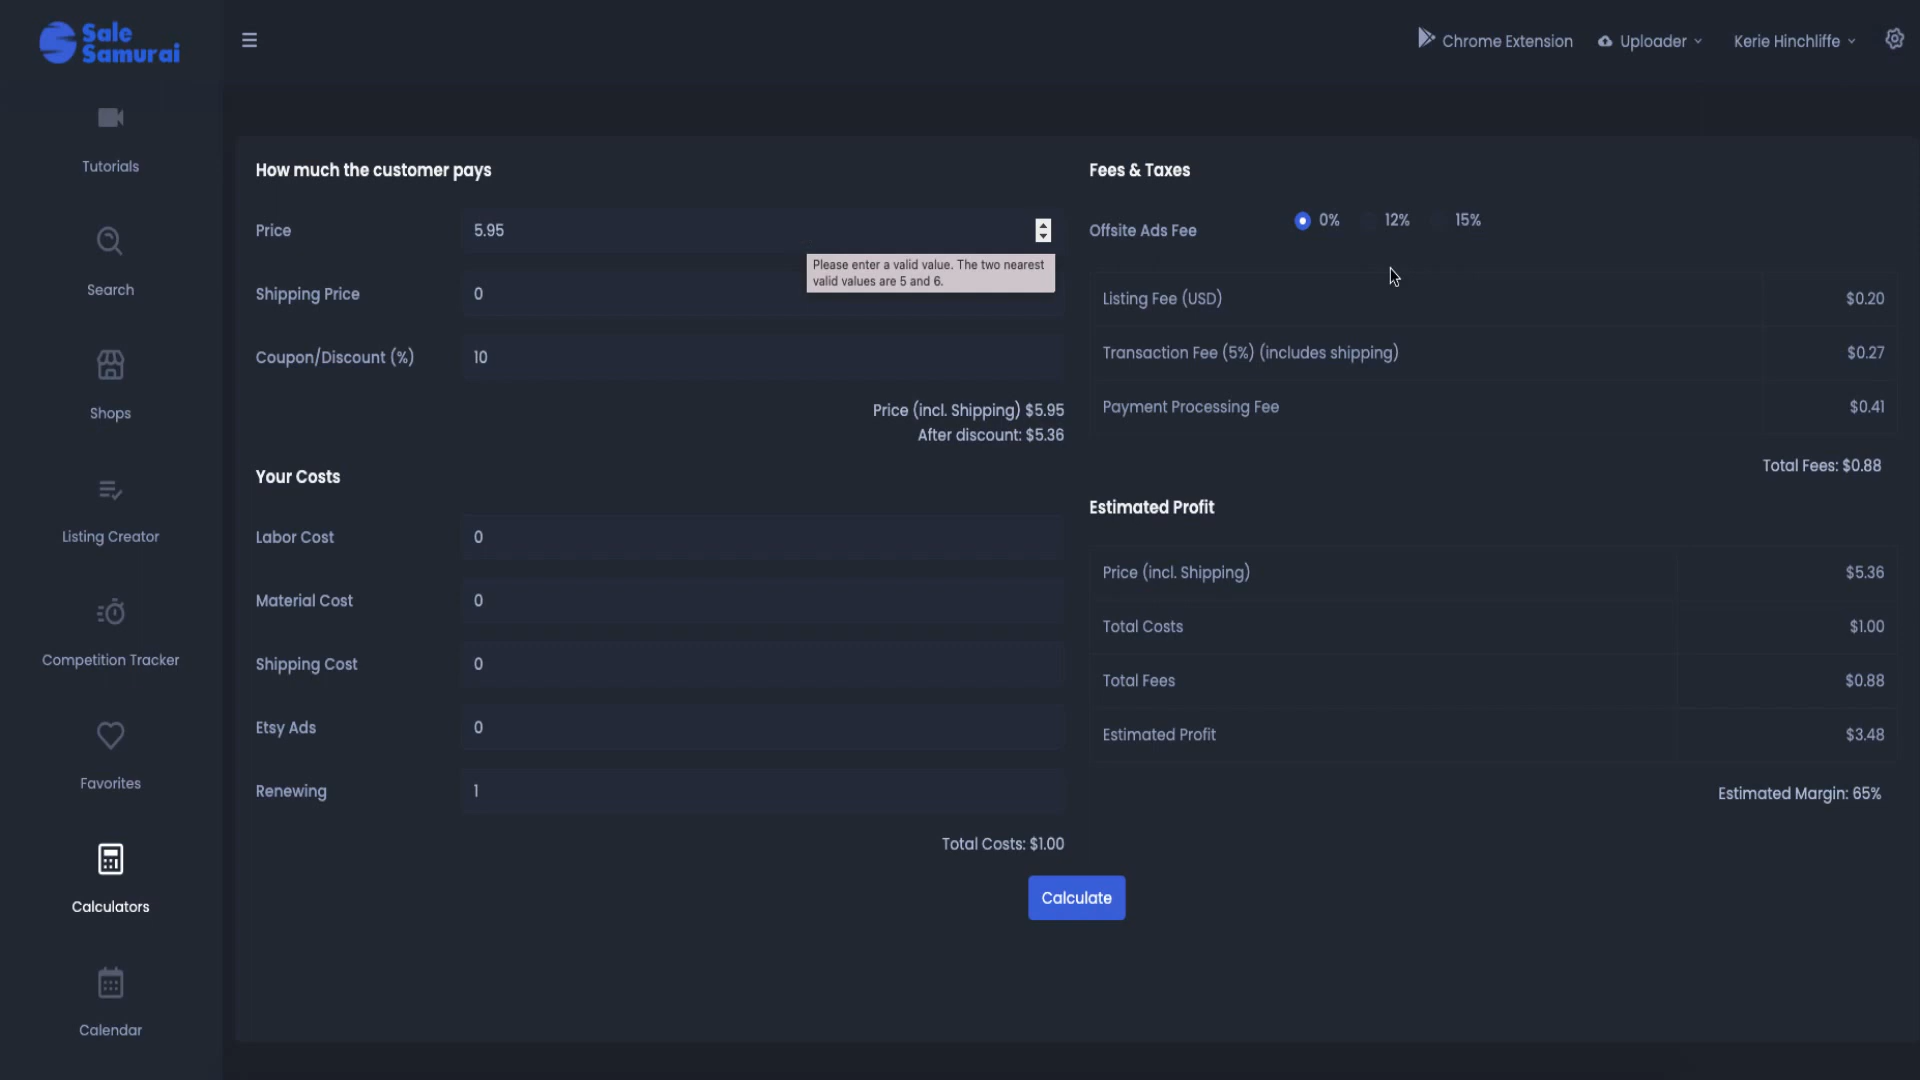 Sale
Samurai
Chrome Extension
Uploader
Kerie Hinchliffe
Tutorials
Search
Shops
Listing Creator
Competition Tracker
Favorites
Calculators
Calendar
How much the customer pays
Price
5.95
Please enter a valid value. The two nearest
valid values are 5 and 6.
Shipping Price
0
Coupon/Discount (%)
10
Price (incl. Shipping) $5.95
After discount: $5.36
Your Costs
Labor Cost
0
Material Cost
0
Shipping Cost
0
Etsy Ads
0
Renewing
1
Total Costs: $1.00
Calculate
Fees & Taxes
Offsite Ads Fee
0%
12%
15%
Listing Fee (USD)
$0.20
Transaction Fee (5%) (includes shipping)
$0.27
Payment Processing Fee
$0.41
Total Fees: $0.88
Estimated Profit
Price (incl. Shipping)
$5.36
Total Costs
$1.00
Total Fees
$0.88
Estimated Profit
$3.48
Estimated Margin: 65%